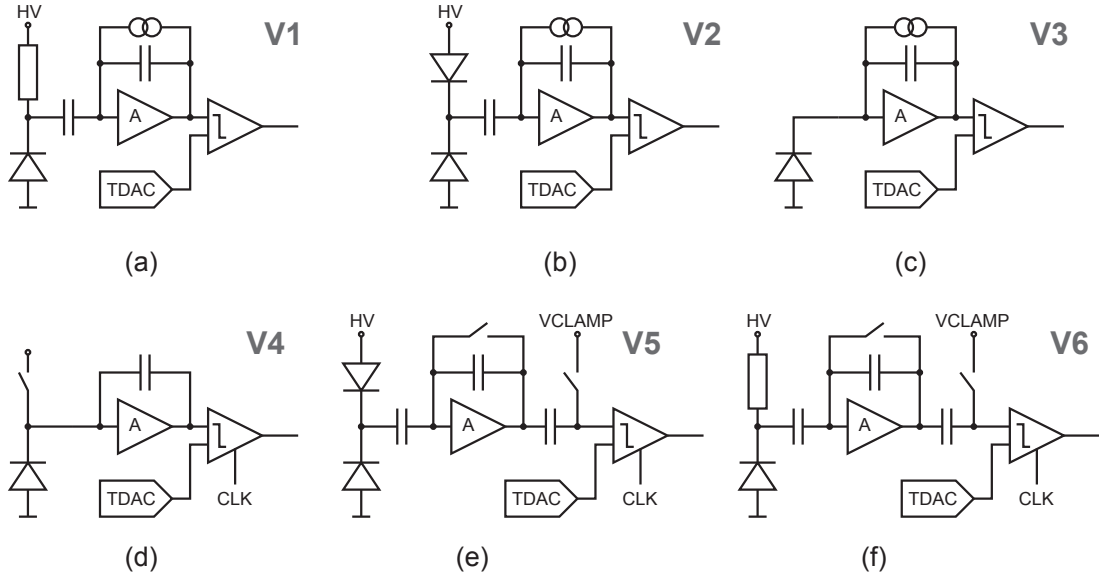 HV
V1
A
TDAC
(a)
HV
V2
A
TDAC
(b)
V3
A
TDAC
(c)
V4
A
TDAC
CLK
(d)
HV
VCLAMP
V5
A
TDAC
CLK
(e)
HV
VCLAMP
V6
A
TDAC
CLK
(f)